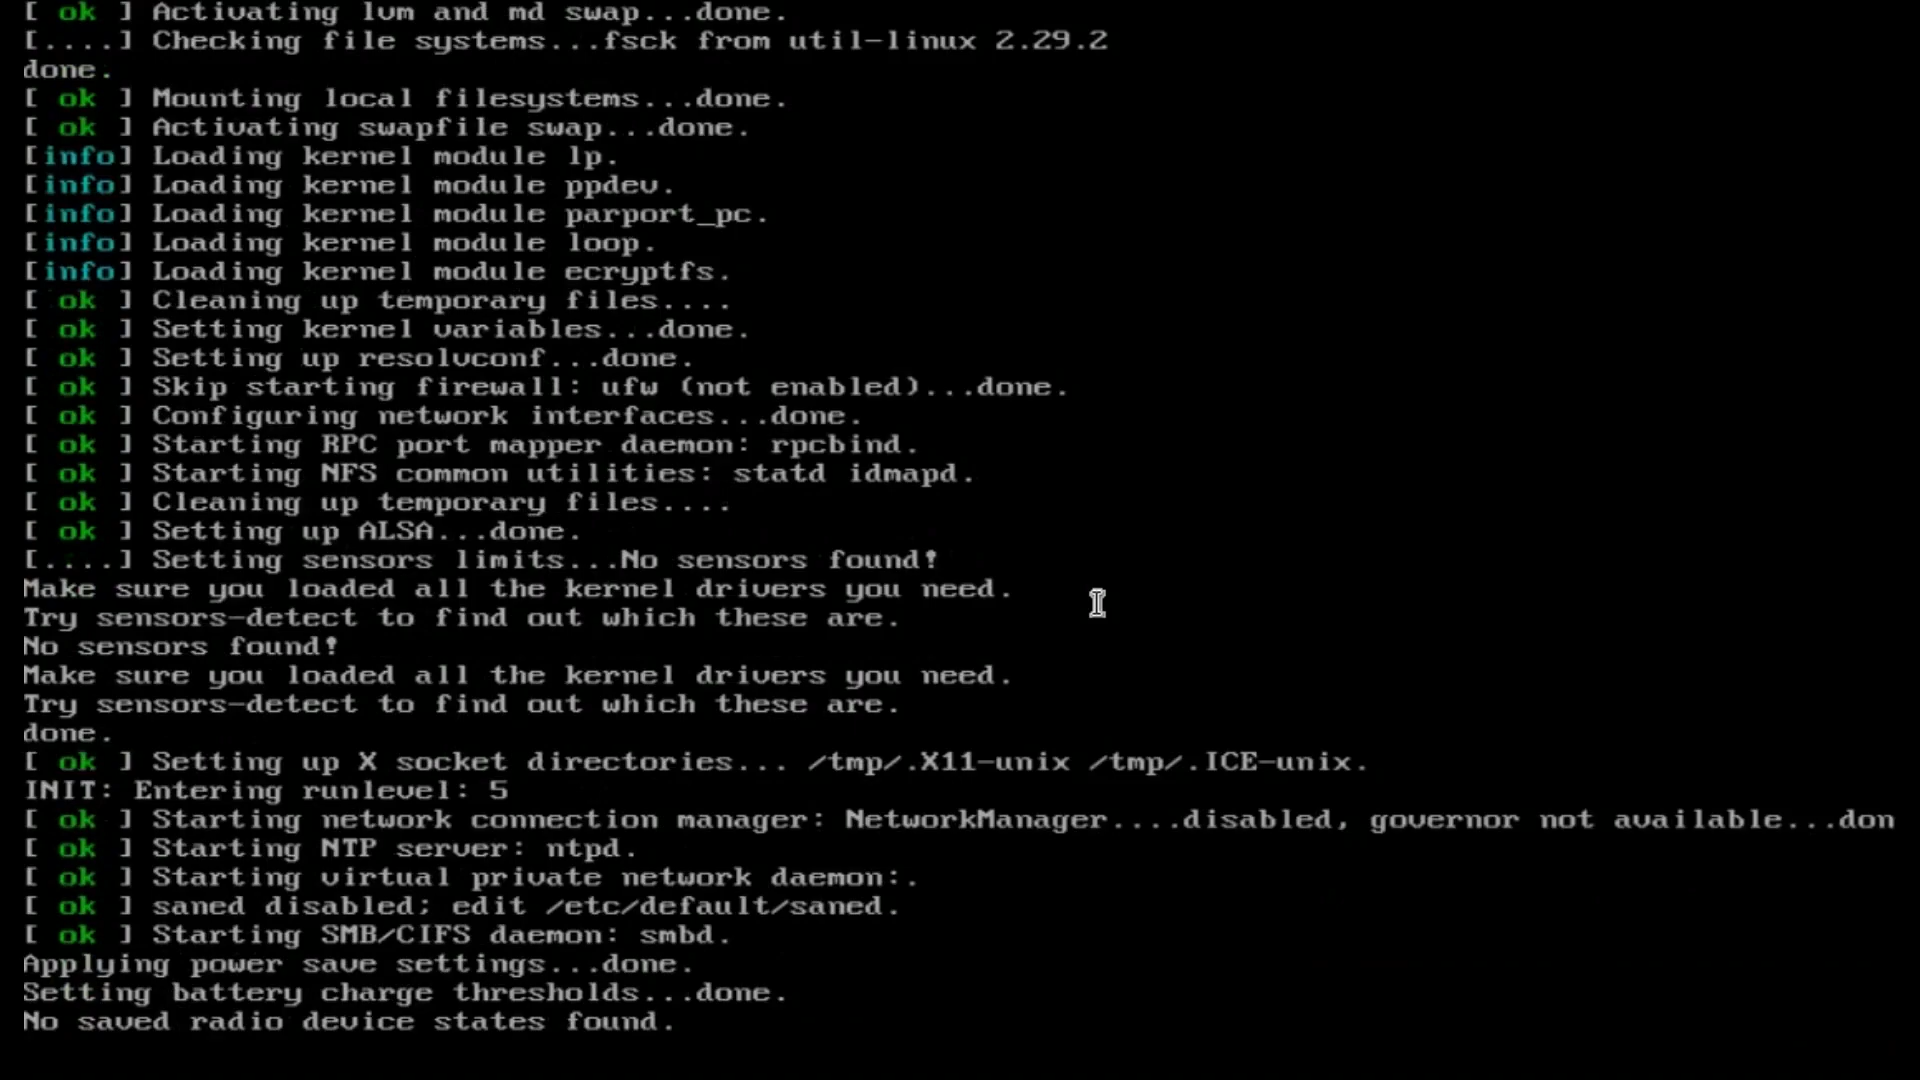 [ ok ] Activating lvm and md swap...done.
[....] Checking file systems...fsck from util-linux 2.29.2
done.
[ ok ] Mounting local filesystems...done.
[ ok ] Activating swapfile swap...done.
[info] Loading kernel module lp.
[info] Loading kernel module ppdev.
[info] Loading kernel module parport_pc.
[info] Loading kernel module loop.
[info] Loading kernel module ecryptfs.
[ ok ] Cleaning up temporary files....
[ ok ] Setting kernel variables...done.
[ ok ] Setting up resolvconf...done.
[ ok ] Skip starting firewall: ufw (not enabled)...done.
[ ok ] Configuring network interfaces...done.
[ ok ] Starting RPC port mapper daemon: rpcbind.
[ ok ] Starting NFS common utilities: statd idmapd.
[ ok ] Cleaning up temporary files....
[ ok ] Setting up ALSA...done.
[....] Setting sensors limits...No sensors found!
Make sure you loaded all the kernel drivers you need.
Try sensors-detect to find out which these are.
No sensors found!
Make sure you loaded all the kernel drivers you need.
Try sensors-detect to find out which these are.
done.
[ ok ] Setting up X socket directories... /tmp/.X11-unix /tmp/.ICE-unix.
INIT: Entering runlevel: 5
[ ok ] Starting network connection manager: NetworkManager....disabled, governor not available...don
[ ok ] Starting NTP server: ntpd.
[ ok ] Starting virtual private network daemon:.
[ ok ] saned disabled; edit /etc/default/saned.
[ ok ] Starting SMB/CIFS daemon: smbd.
Applying power save settings...done.
Setting battery charge thresholds...done.
No saved radio device states found.